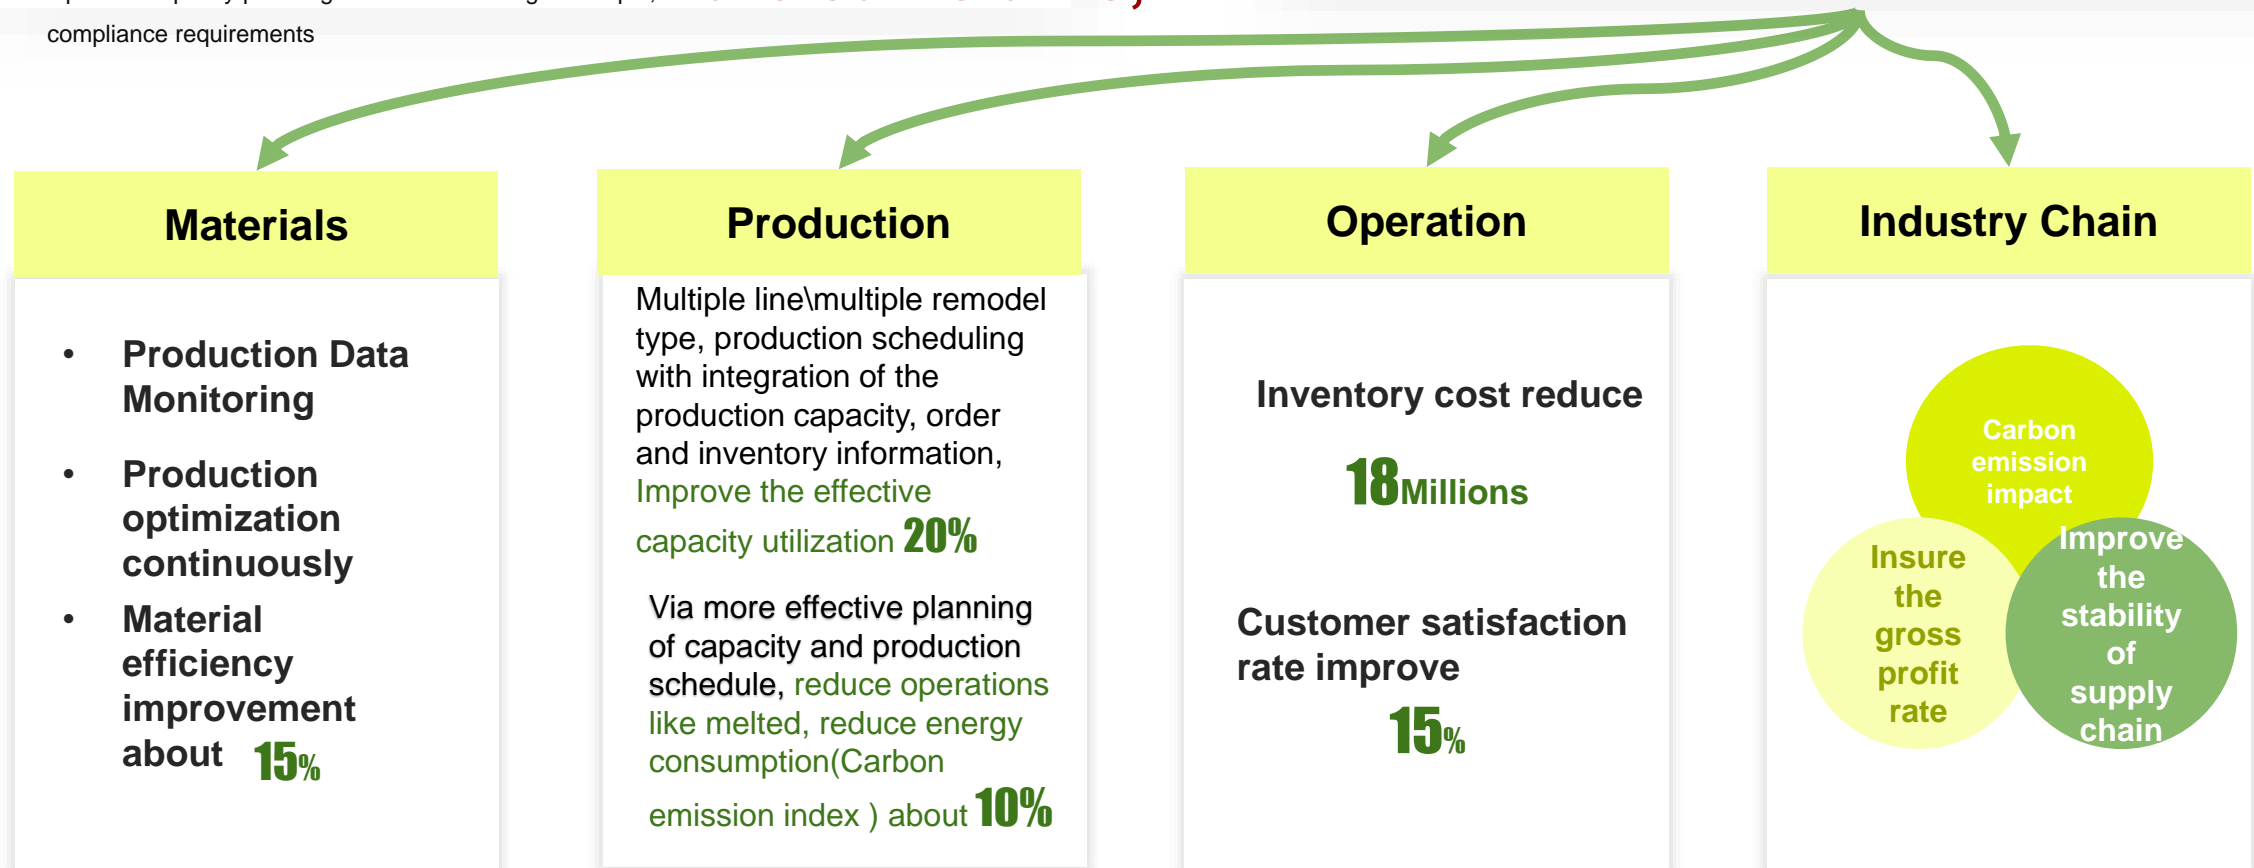 compliance requirements
Materials
Production
Operation
Industry Chain
• Production Data
Monitoring
• Production
optimization
continuously
• Material
efficiency
improvement
about 15%
Multiple line\multiple remodel
type, production scheduling
with integration of the
production capacity, order
and inventory information,
Improve the effective
capacity utilization 20%
Via more effective planning
of capacity and production
schedule, reduce operations
like melted, reduce energy
consumption(Carbon
emission index ) about 10%
Inventory cost reduce
18Millions
Customer satisfaction
rate improve
15%
Carbon
emission
impact
Insure
the
gross
profit
rate
Improve
the
stability
of
supply
chain